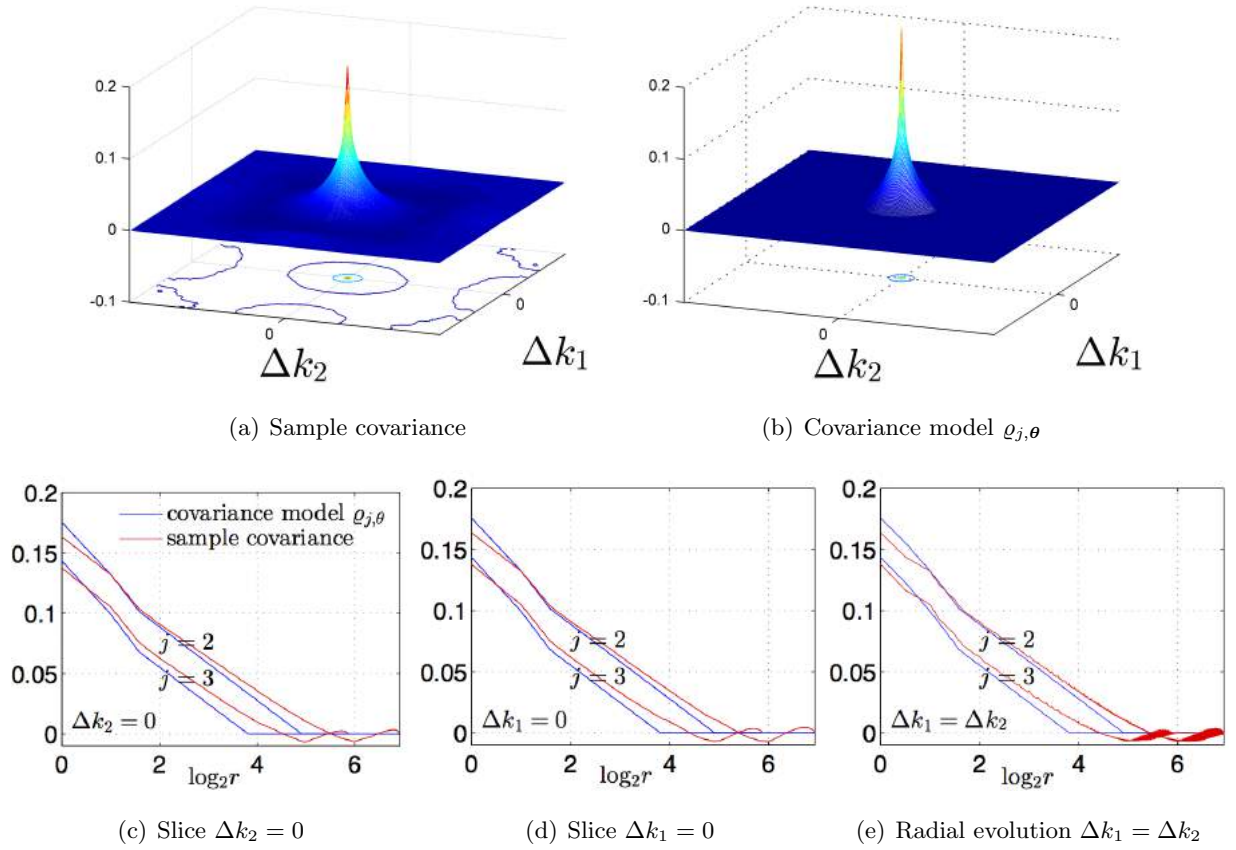 0.2
0.1
0
-0.1
0
0
Δk₂
Δk₁
(a) Sample covariance
0.2
0.1
0
-0.1
0
0
Δk₂
Δk₁
(b) Covariance model ϱ_{j,θ}
0.2
0.15
0.1
0.05
0
covariance model ϱ_{j,θ}
sample covariance
j = 2
j = 3
Δk₂ = 0
0 2 4 6
log₂r
(c) Slice Δk₂ = 0
0.2
0.15
0.1
0.05
0
j = 2
j = 3
Δk₁ = 0
0 2 4 6
log₂r
(d) Slice Δk₁ = 0
0.2
0.15
0.1
0.05
0
j = 2
j = 3
Δk₁ = Δk₂
0 2 4 6
log₂r
(e) Radial evolution Δk₁ = Δk₂